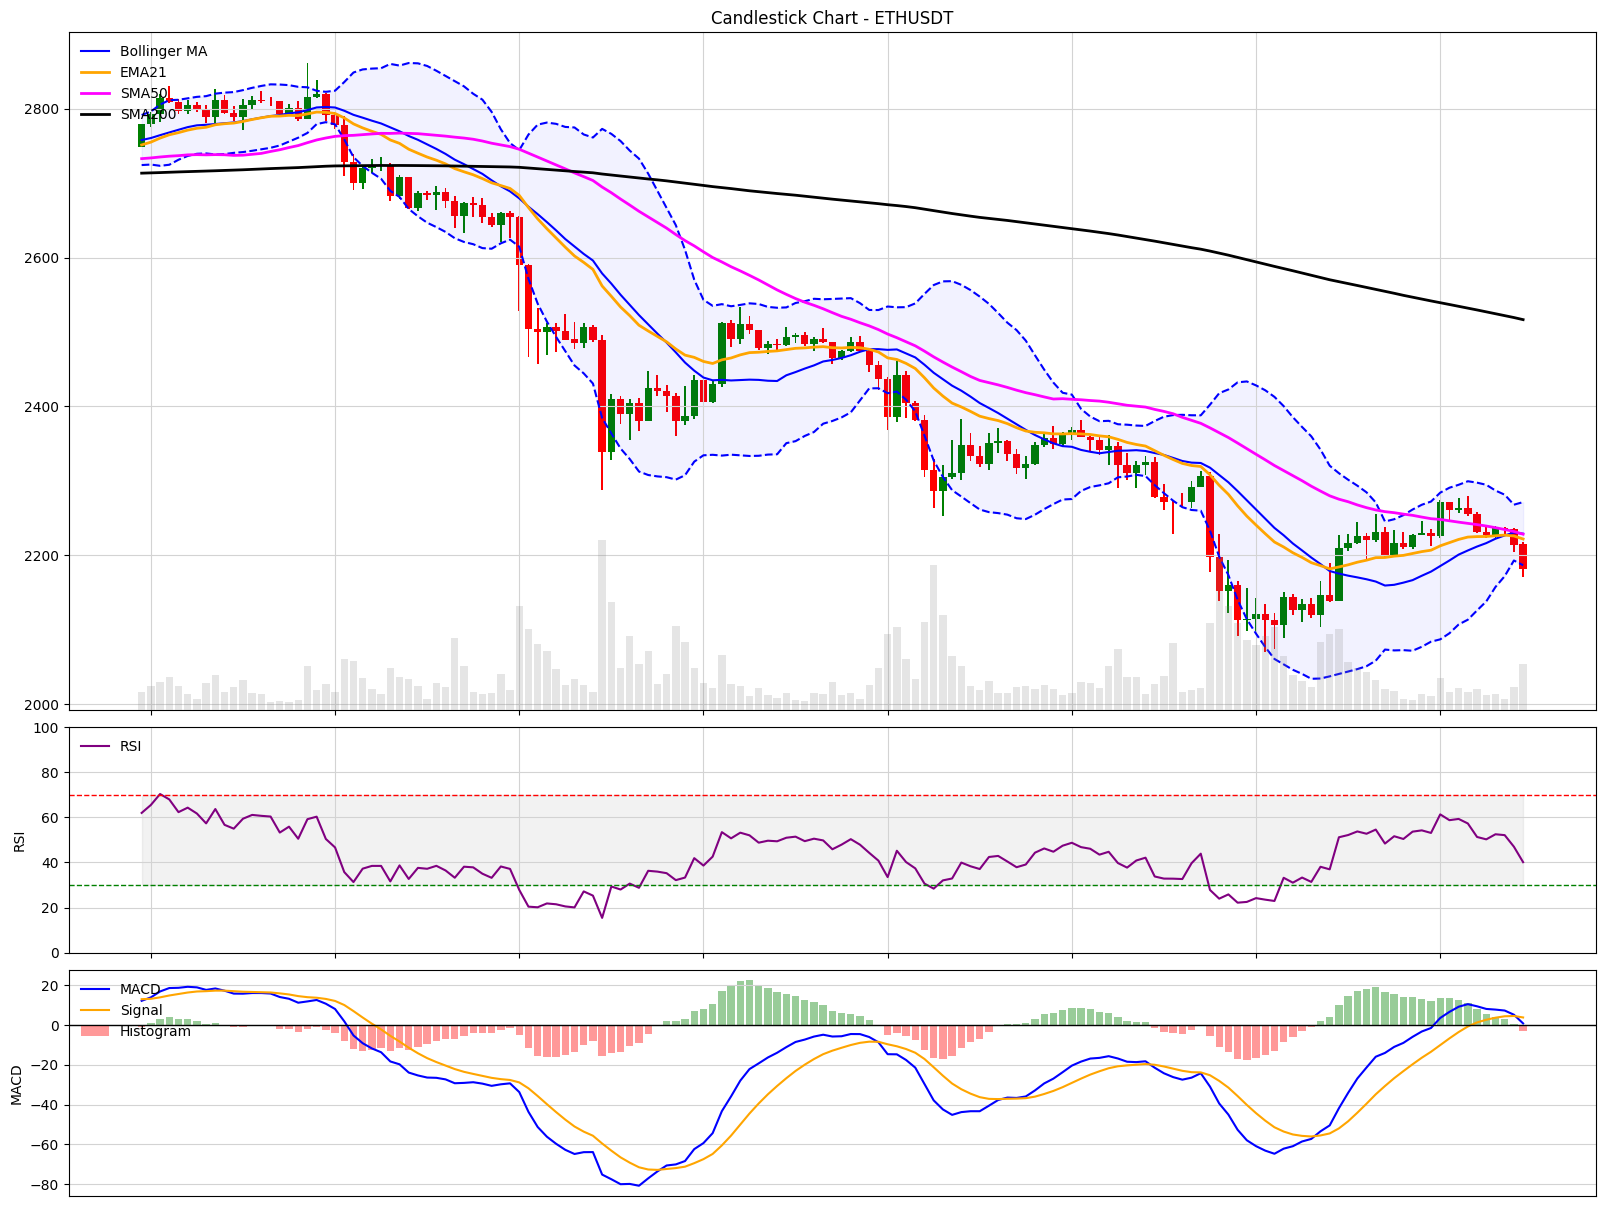 Candlestick Chart - ETHUSDT
Bollinger MA
EMA21
SMA50
SMA200
2800
2600
2400
2200
2000
100
80
60
40
20
0
RSI
RSI
20
0
−20
−40
−60
−80
MACD
MACD
Signal
Histogram